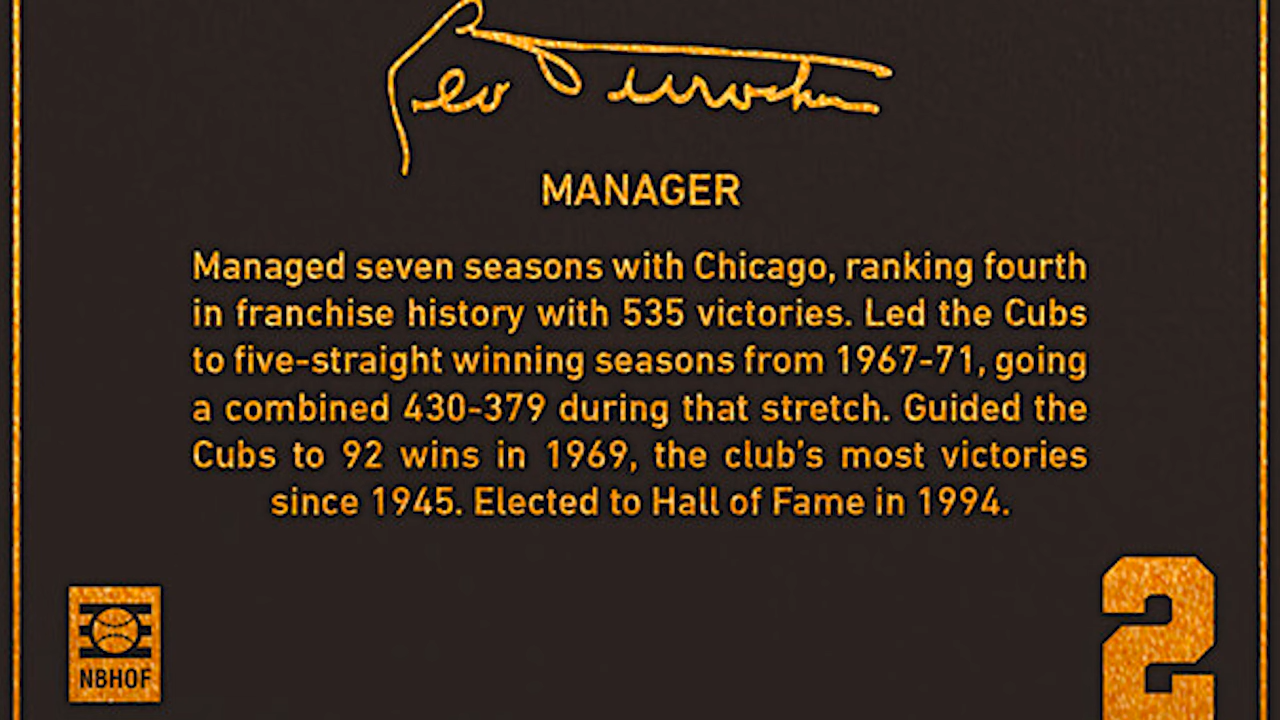 Leo Durocher
MANAGER
Managed seven seasons with Chicago, ranking fourth
in franchise history with 535 victories. Led the Cubs
to five-straight winning seasons from 1967-71, going
a combined 430-379 during that stretch. Guided the
Cubs to 92 wins in 1969, the club's most victories
since 1945. Elected to Hall of Fame in 1994.
NBHOF
2